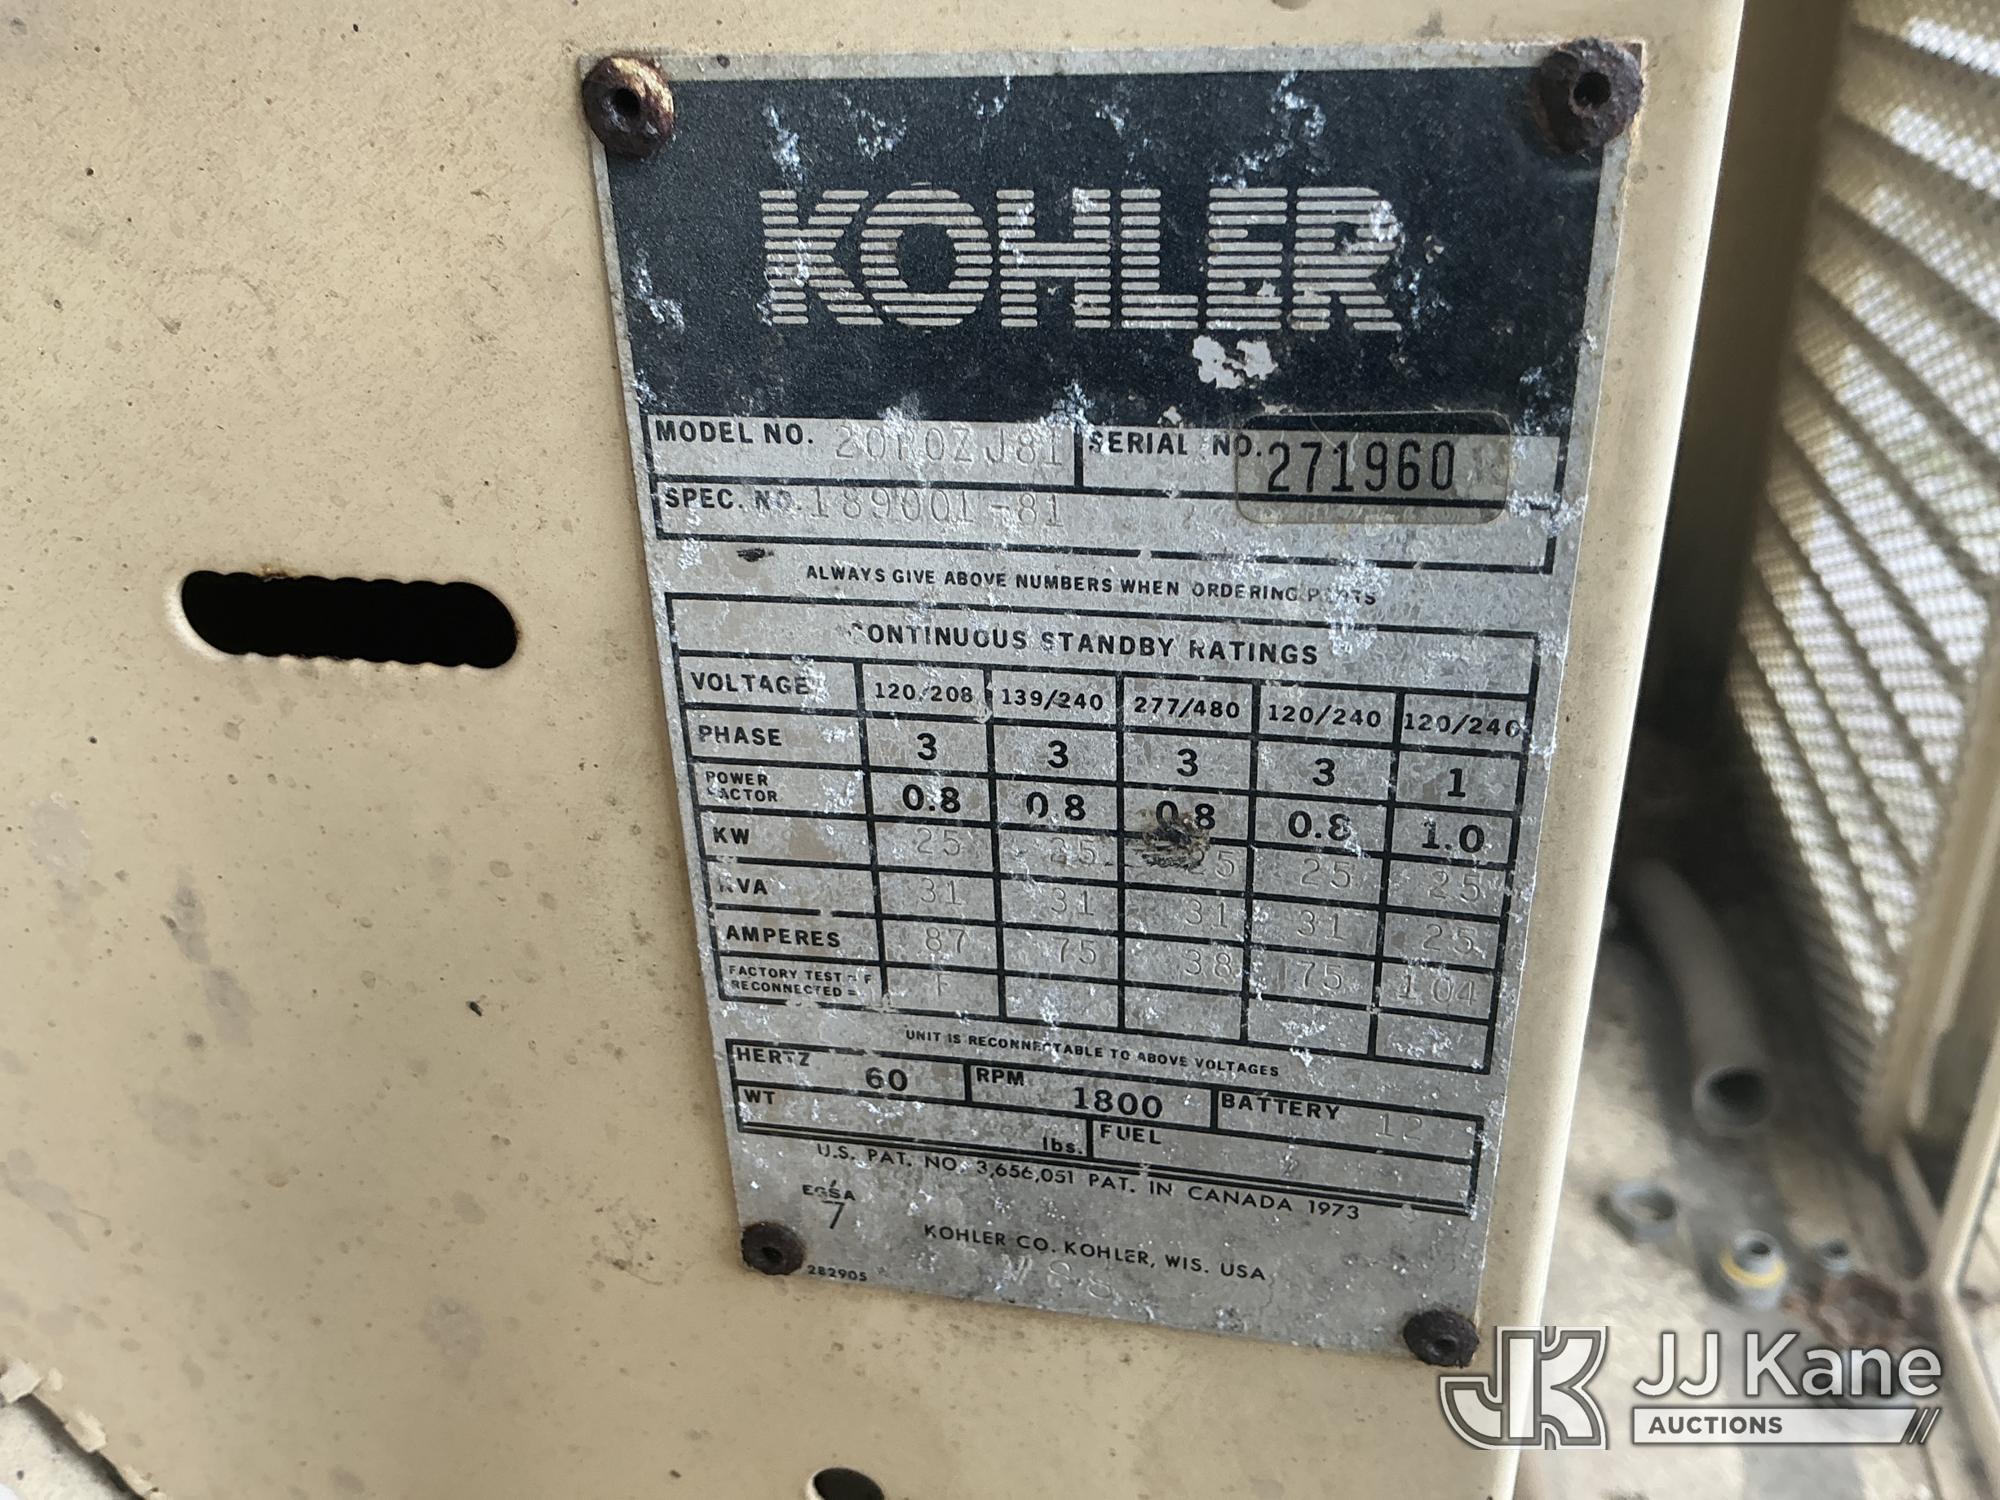 KOHLER
MODEL NO. 20ROZJ81 SERIAL NO. 271960
SPEC. NO. 189001-81
ALWAYS GIVE ABOVE NUMBERS WHEN ORDERING PARTS
CONTINUOUS STANDBY RATINGS
VOLTAGE 120/208 139/240 277/480 120/240 120/240
PHASE 3 3 3 3 1
POWER FACTOR 0.8 0.8 0.8 0.8 1.0
KW 25 25 25 25 25
KVA 31 31 31 31 25
AMPERES 87 75 38 75 104
FACTORY TEST = F
RECONNECTED =
UNIT IS RECONNECTABLE TO ABOVE VOLTAGES
HERTZ 60 RPM 1800 BATTERY 12
WT lbs. FUEL
U.S. PAT. NO. 3,656,051 PAT. IN CANADA 1973
EGSA
7
KOHLER CO. KOHLER, WIS. USA
282905
JK JJ Kane
AUCTIONS